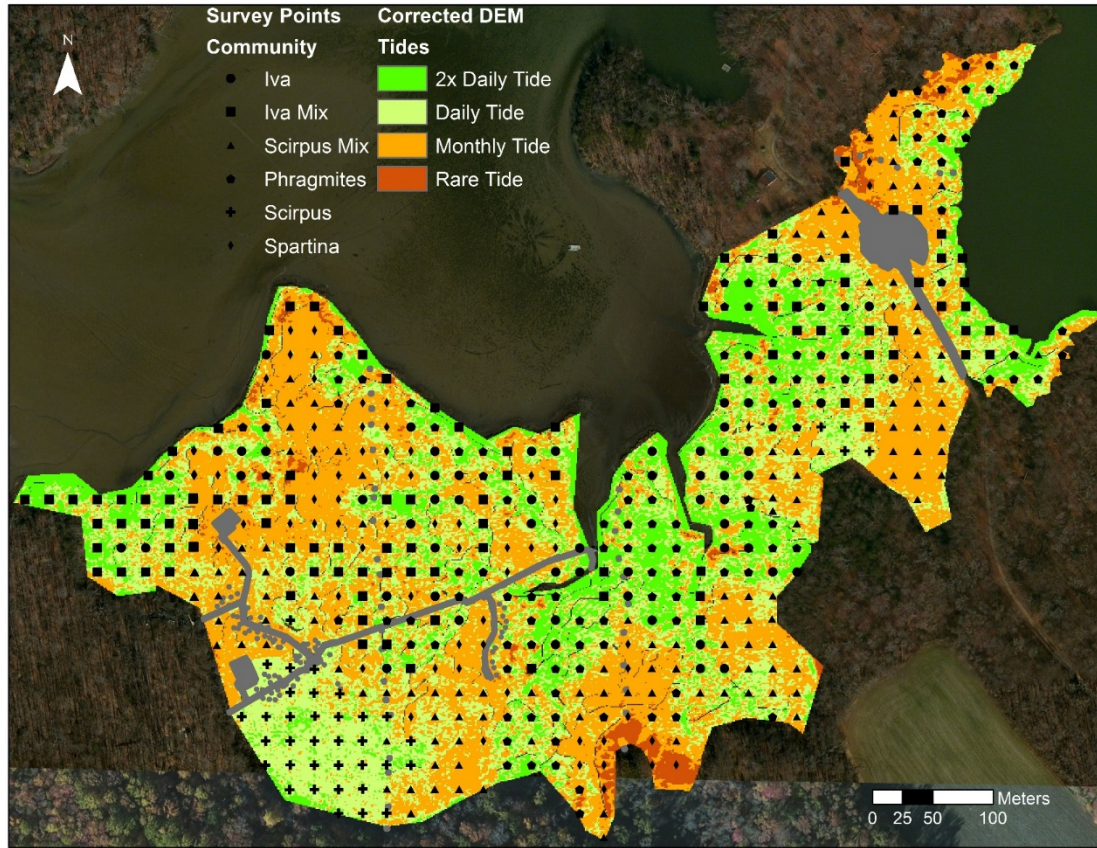 Survey Points Corrected DEM
Community Tides
N
Iva 2x Daily Tide
Iva Mix Daily Tide
Scirpus Mix Monthly Tide
Phragmites Rare Tide
Scirpus
Spartina
Meters
0 25 50 100